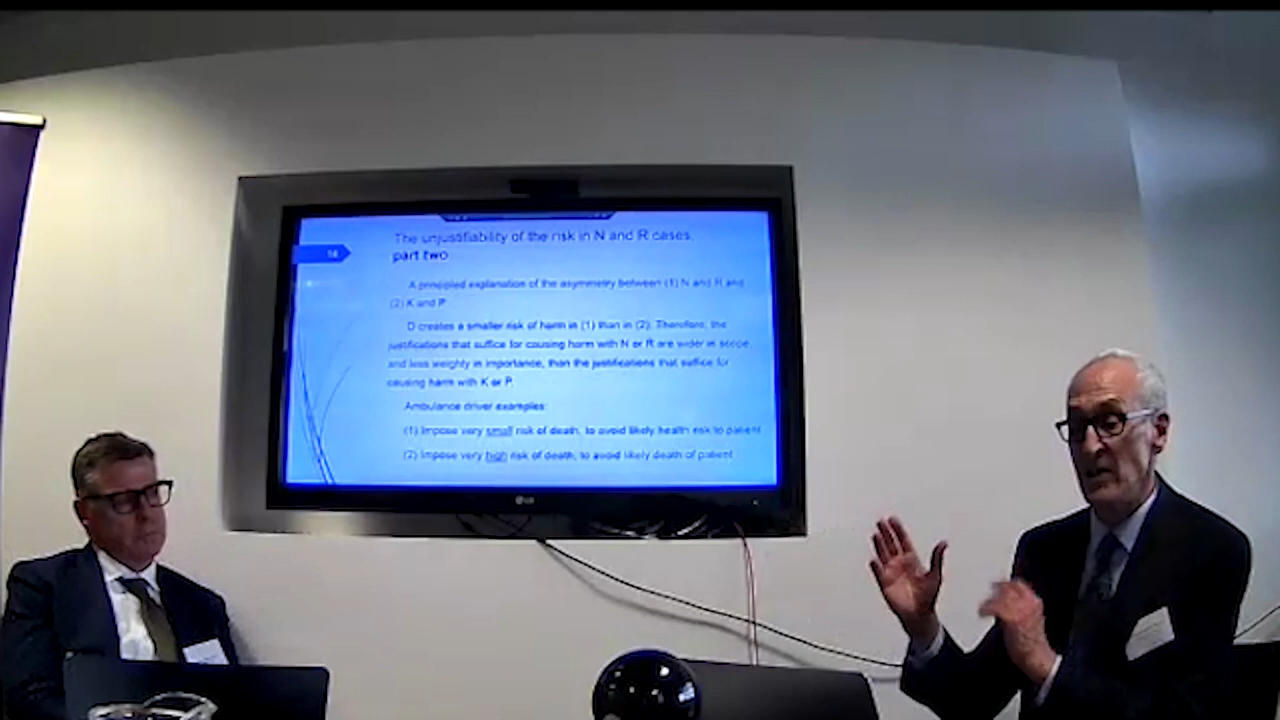 The unjustifiability of the risk in N and R cases,
14
part two
A principled explanation of the asymmetry between (1) N and R and
(2) K and P.
D creates a smaller risk of harm in (1) than in (2). Therefore, the
justifications that suffice for causing harm with N or R are wider in scope,
and less weighty in importance, than the justifications that suffice for
causing harm with K or P.
Ambulance driver examples:
(1) Impose very small risk of death, to avoid likely health risk to patient
(2) Impose very high risk of death, to avoid likely death of patient
LG